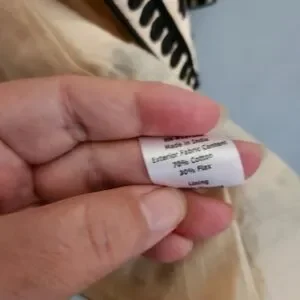 Made in India
Exterior Fabric Content
70% Cotton
30% Flax
Lining